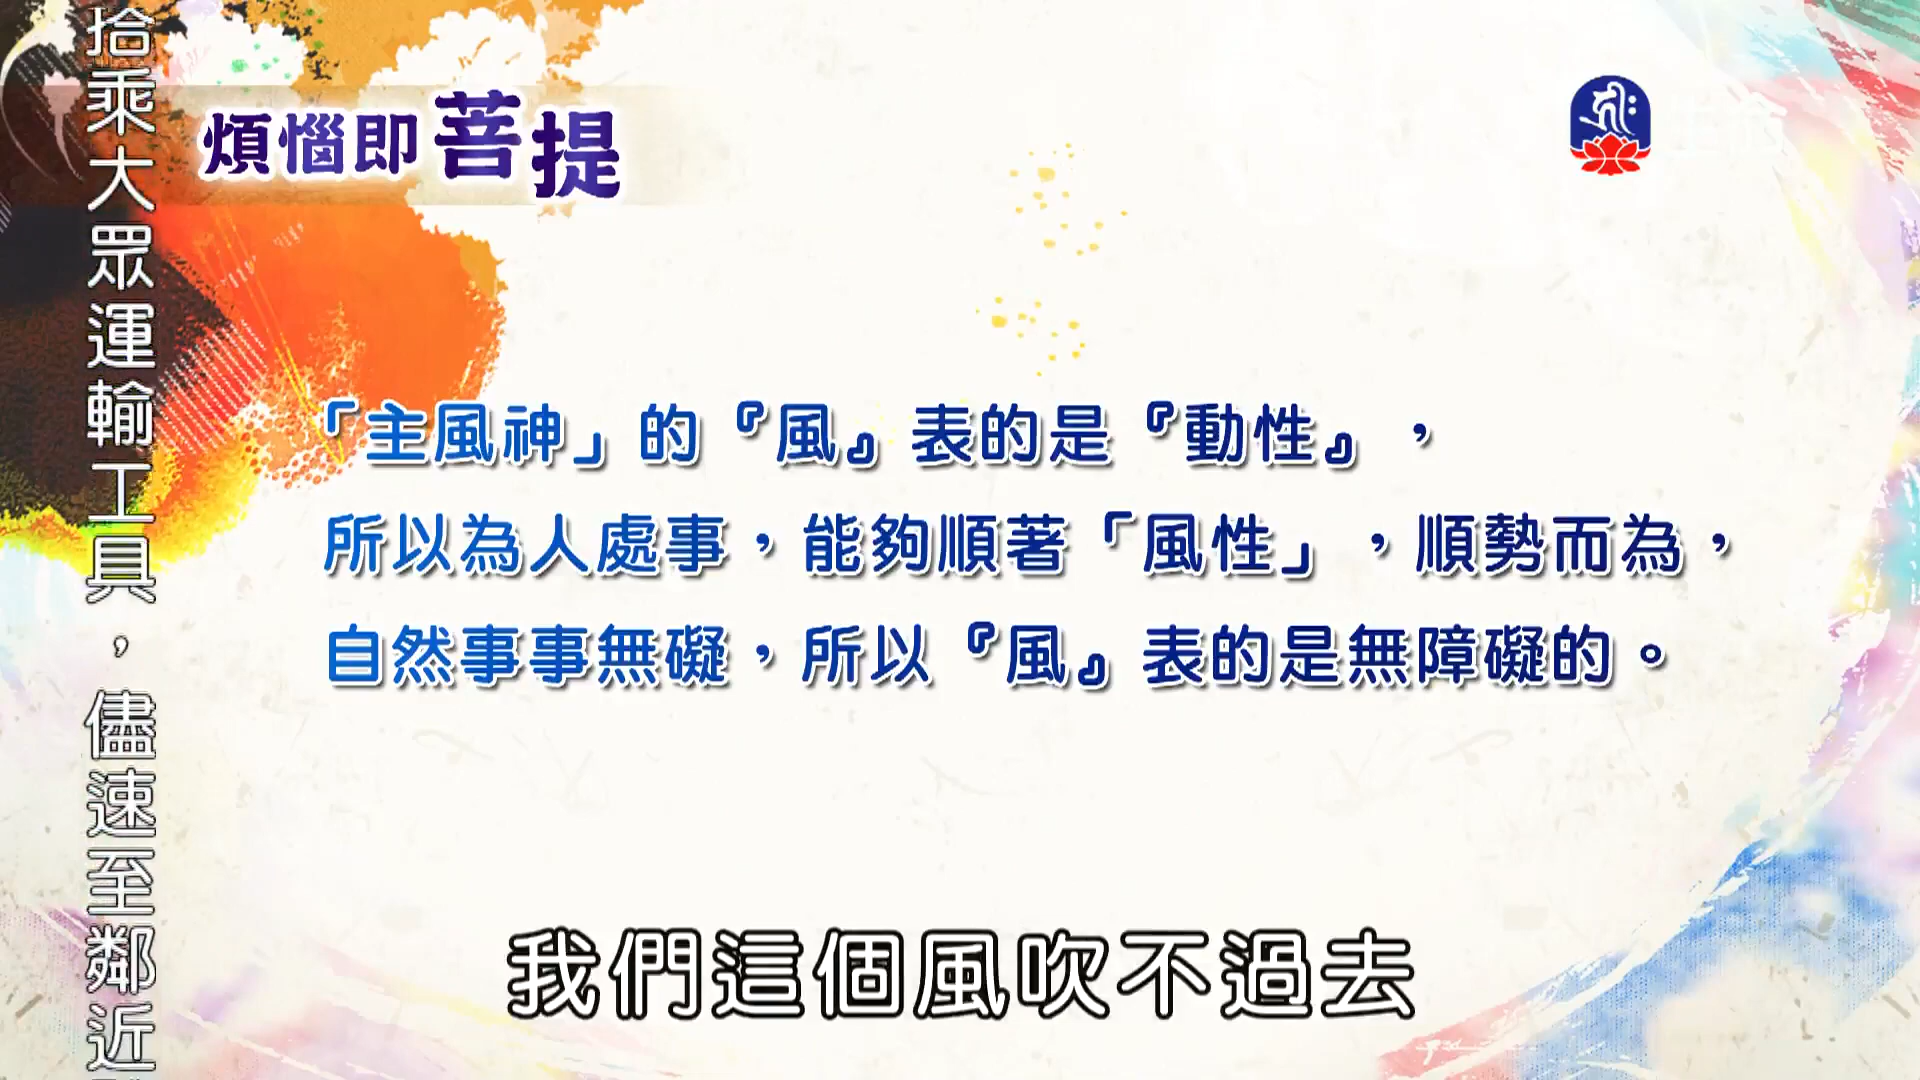 煩惱即菩提
「主風神」的『風』表的是『動性』，
所以為人處事，能夠順著「風性」，順勢而為，
自然事事無礙，所以『風』表的是無障礙的。
我們這個風吹不過去
搭乘大眾運輸工具，儘速至鄰近